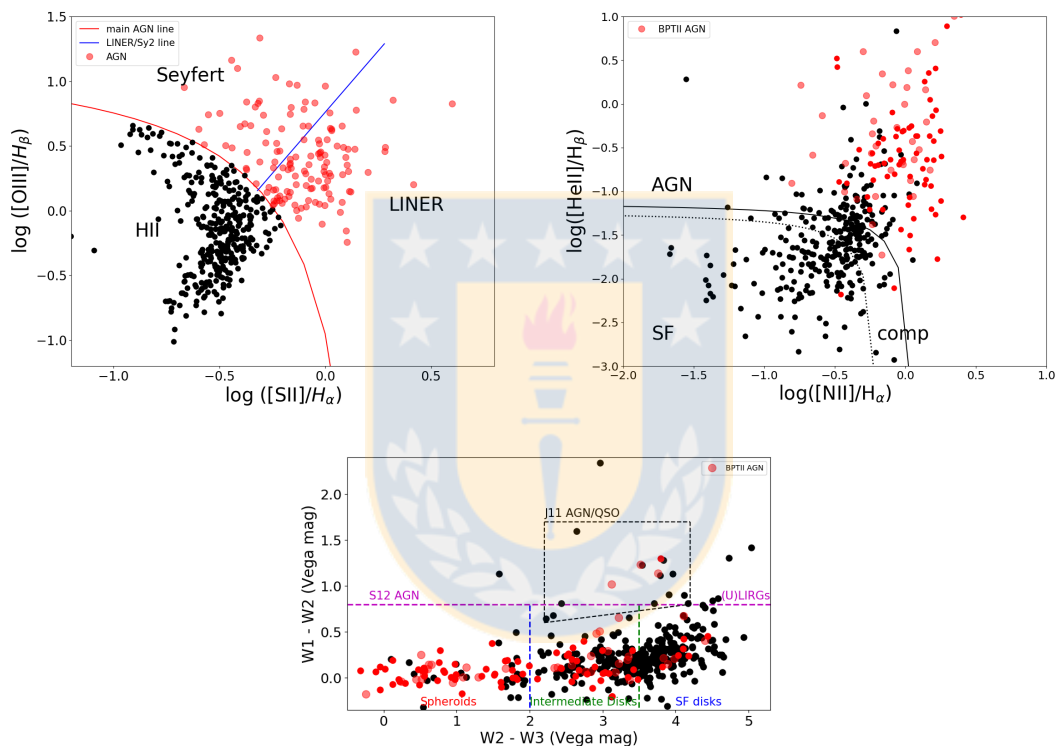 1.5
1.0
0.5
0.0
−0.5
−1.0
−1.0
−0.5
0.0
0.5
log ([OIII]/Hβ)
log ([SII]/Hα)
main AGN line
LINER/Sy2 line
AGN
Seyfert
HII
LINER
1.0
0.5
0.0
−0.5
−1.0
−1.5
−2.0
−2.5
−3.0
−2.0
−1.5
−1.0
−0.5
0.0
0.5
1.0
log([HeII]/Hβ)
log([NII]/Hα)
BPTII AGN
AGN
SF
comp
2.0
1.5
1.0
0.5
0.0
0
1
2
3
4
5
W1 - W2 (Vega mag)
W2 - W3 (Vega mag)
BPTII AGN
J11 AGN/QSO
S12 AGN
(U)LIRGs
Spheroids
Intermediate Disks
SF disks